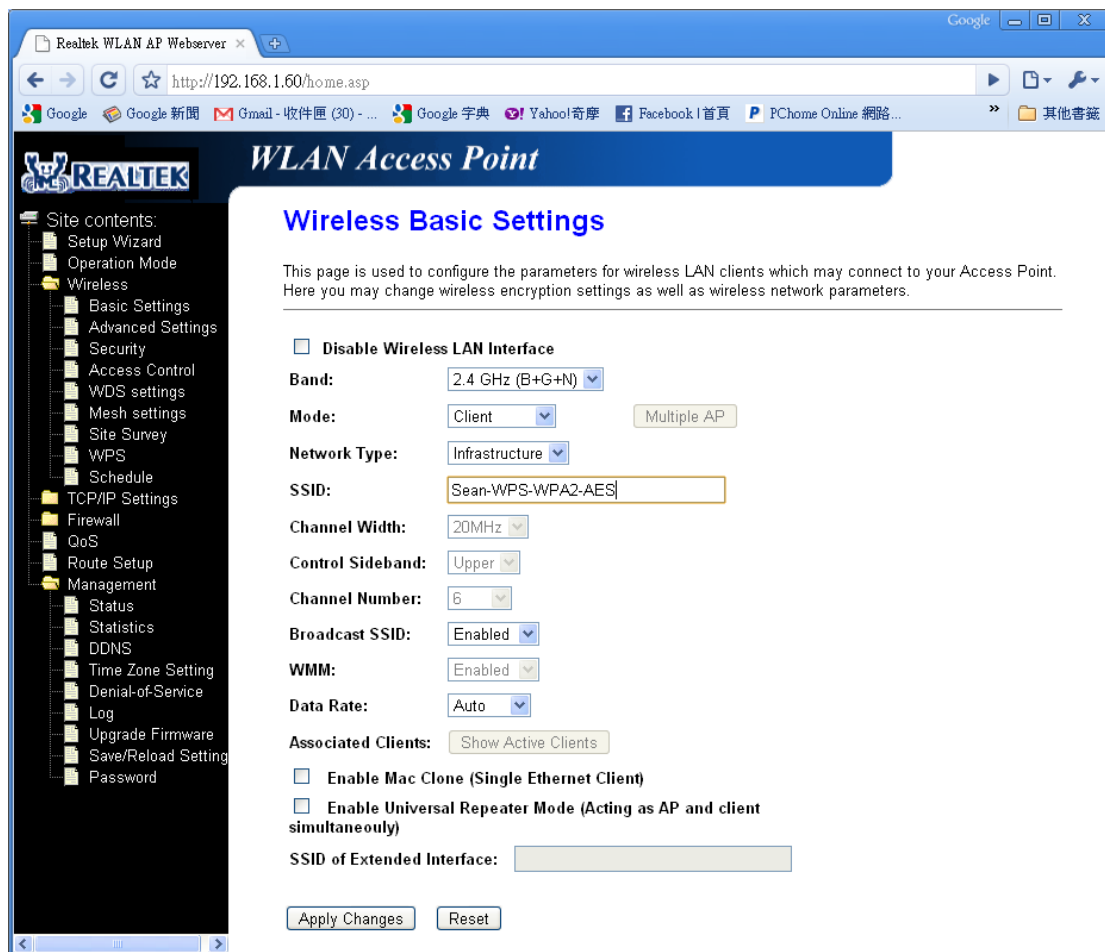 Google
Realtek WLAN AP Webserver
http://192.168.1.60/home.asp
Google
Google 新聞
Gmail - 收件匣 (30) - ...
Google 字典
Yahoo!奇摩
Facebook | 首頁
PChome Online 網路...
»
其他書籤
REALTEK
WLAN Access Point
Site contents:
Setup Wizard
Operation Mode
Wireless
Basic Settings
Advanced Settings
Security
Access Control
WDS settings
Mesh settings
Site Survey
WPS
Schedule
TCP/IP Settings
Firewall
QoS
Route Setup
Management
Status
Statistics
DDNS
Time Zone Setting
Denial-of-Service
Log
Upgrade Firmware
Save/Reload Setting
Password
Wireless Basic Settings
This page is used to configure the parameters for wireless LAN clients which may connect to your Access Point.
Here you may change wireless encryption settings as well as wireless network parameters.
Disable Wireless LAN Interface
Band: 2.4 GHz (B+G+N)
Mode: Client Multiple AP
Network Type: Infrastructure
SSID: Sean-WPS-WPA2-AES
Channel Width: 20MHz
Control Sideband: Upper
Channel Number: 6
Broadcast SSID: Enabled
WMM: Enabled
Data Rate: Auto
Associated Clients: Show Active Clients
Enable Mac Clone (Single Ethernet Client)
Enable Universal Repeater Mode (Acting as AP and client
simultaneouly)
SSID of Extended Interface:
Apply Changes Reset